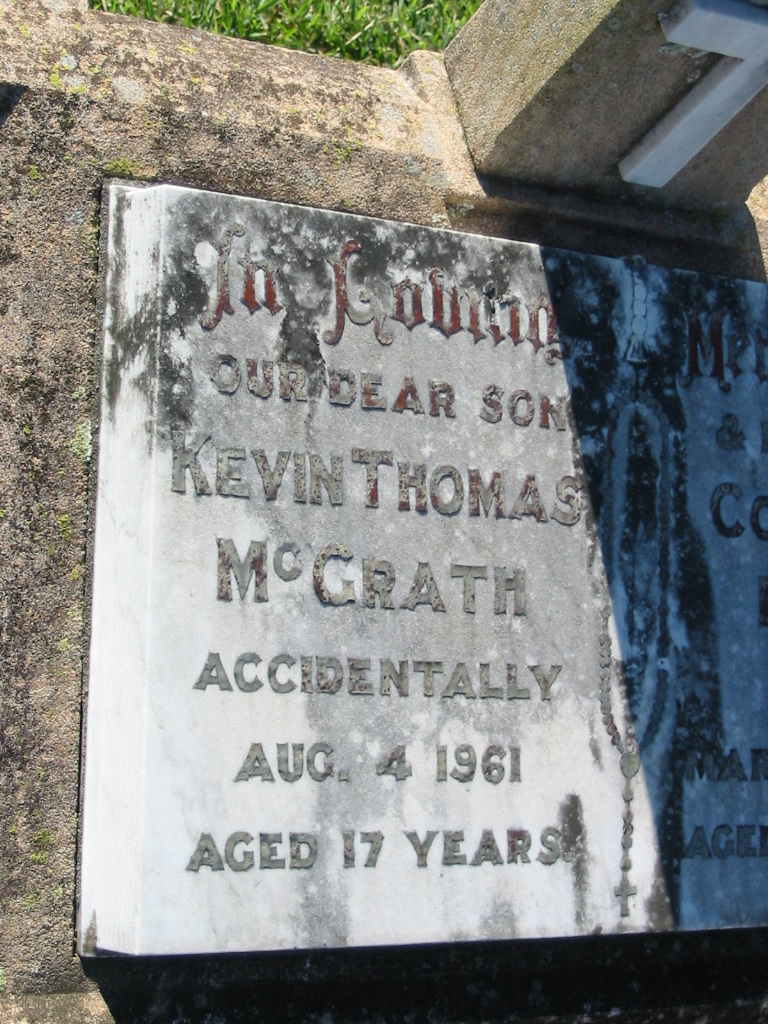 In Loving
OUR DEAR SON
KEVIN THOMAS
McGRATH
ACCIDENTALLY
AUG. 4 1961
AGED 17 YEARS.
&